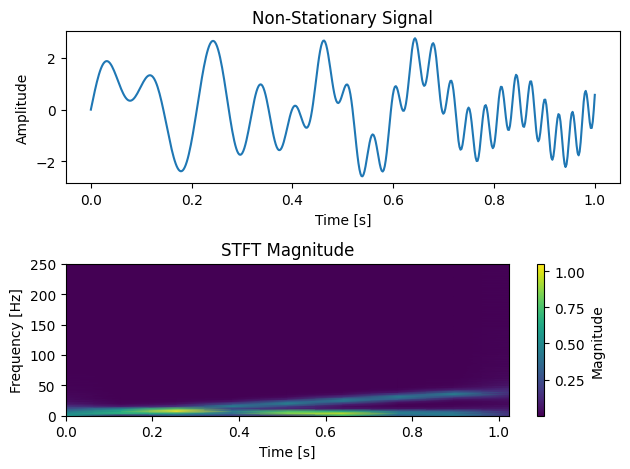 Non-Stationary Signal
Amplitude
2
0
−2
0.0 0.2 0.4 0.6 0.8 1.0
Time [s]
STFT Magnitude
Frequency [Hz]
250
200
150
100
50
0
0.0 0.2 0.4 0.6 0.8 1.0
Time [s]
1.00
0.75
0.50
0.25
Magnitude